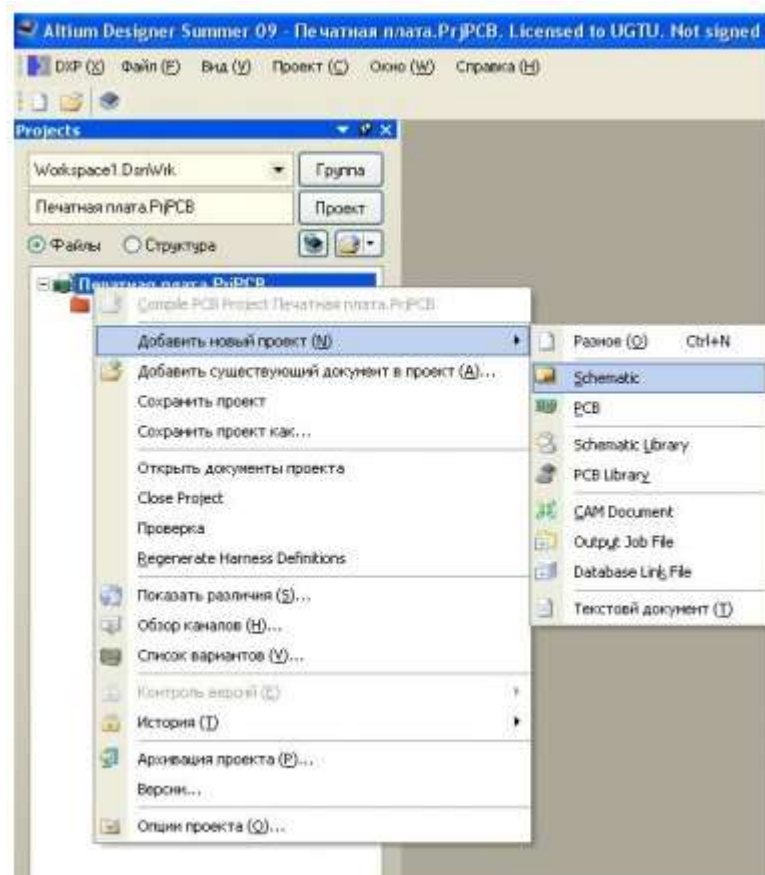 Altium Designer Summer 09 - Печатная плата.PrjPCB. Licensed to UGTU. Not signed
DXP (X) Файл (F) Вид (V) Проект (C) Окно (W) Справка (H)
Projects
Workspace1.DsnWrk Группа
Печатная плата.PrjPCB Проект
Файлы Структура
Печатная плата.PrjPCB
Compile PCB Project Печатная плата.PrjPCB
Добавить новый проект (N)
Добавить существующий документ в проект (A)...
Сохранить проект
Сохранить проект как...
Открыть документы проекта
Close Project
Проверка
Regenerate Harness Definitions
Показать различия (S)...
Обзор каналов (H)...
Список вариантов (V)...
Контроль версий (E)
История (T)
Архивация проекта (P)...
Версии...
Опции проекта (O)...
Разное (O) Ctrl+N
Schematic
PCB
Schematic Library
PCB Library
CAM Document
Output Job File
Database Link File
Текстовй документ (T)